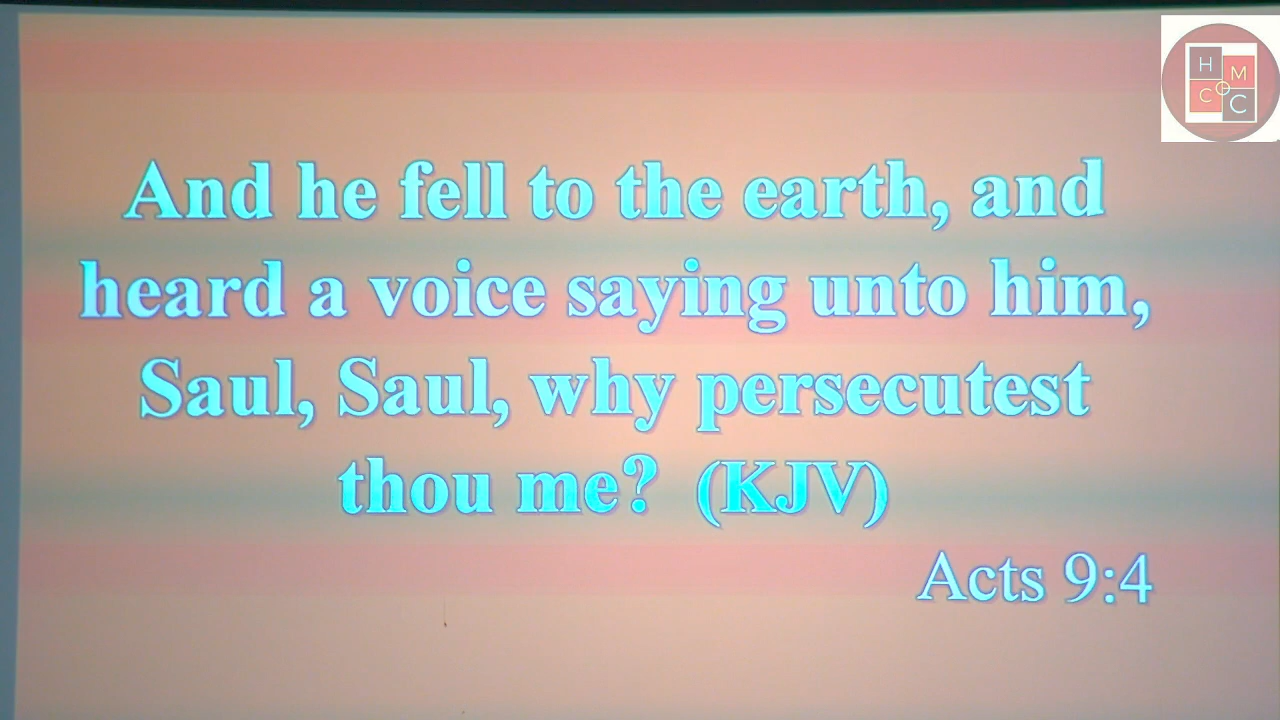 H M
C O C
And he fell to the earth, and
heard a voice saying unto him,
Saul, Saul, why persecutest
thou me? (KJV)
Acts 9:4